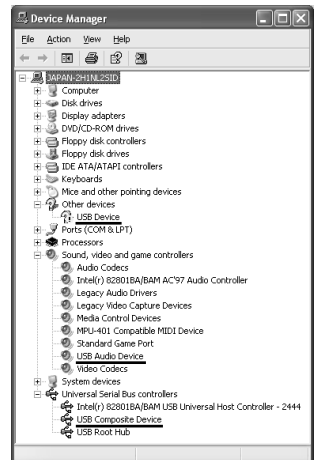 Device Manager
File Action View Help
JAPAN-2H1NL2SID
Computer
Disk drives
Display adapters
DVD/CD-ROM drives
Floppy disk controllers
Floppy disk drives
IDE ATA/ATAPI controllers
Keyboards
Mice and other pointing devices
Other devices
USB Device
Ports (COM & LPT)
Processors
Sound, video and game controllers
Audio Codecs
Intel(r) 82801BA/BAM AC'97 Audio Controller
Legacy Audio Drivers
Legacy Video Capture Devices
Media Control Devices
MPU-401 Compatible MIDI Device
Standard Game Port
USB Audio Device
Video Codecs
System devices
Universal Serial Bus controllers
Intel(r) 82801BA/BAM USB Universal Host Controller - 2444
USB Composite Device
USB Root Hub